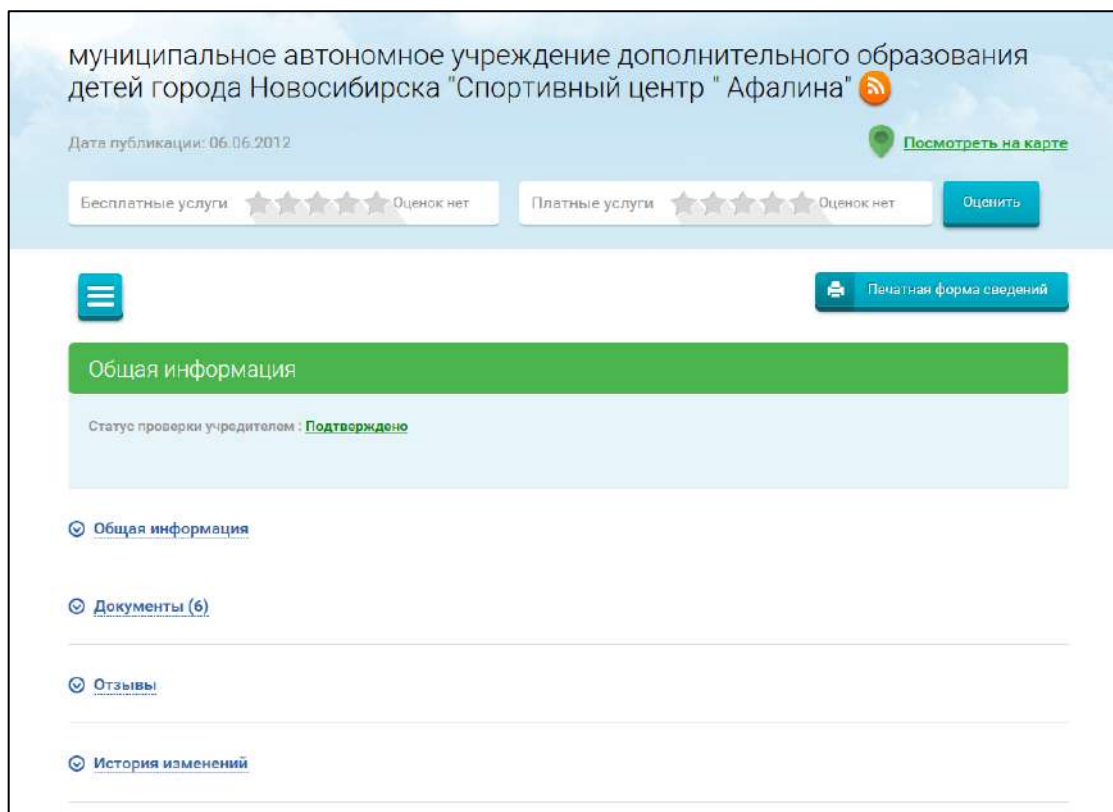 муниципальное автономное учреждение дополнительного образования
детей города Новосибирска "Спортивный центр " Афалина"
Дата публикации: 06.06.2012
Посмотреть на карте
Бесплатные услуги Оценок нет
Платные услуги Оценок нет
Оценить
Печатная форма сведений
Общая информация
Статус проверки учредителем : Подтверждено
Общая информация
Документы (6)
Отзывы
История изменений